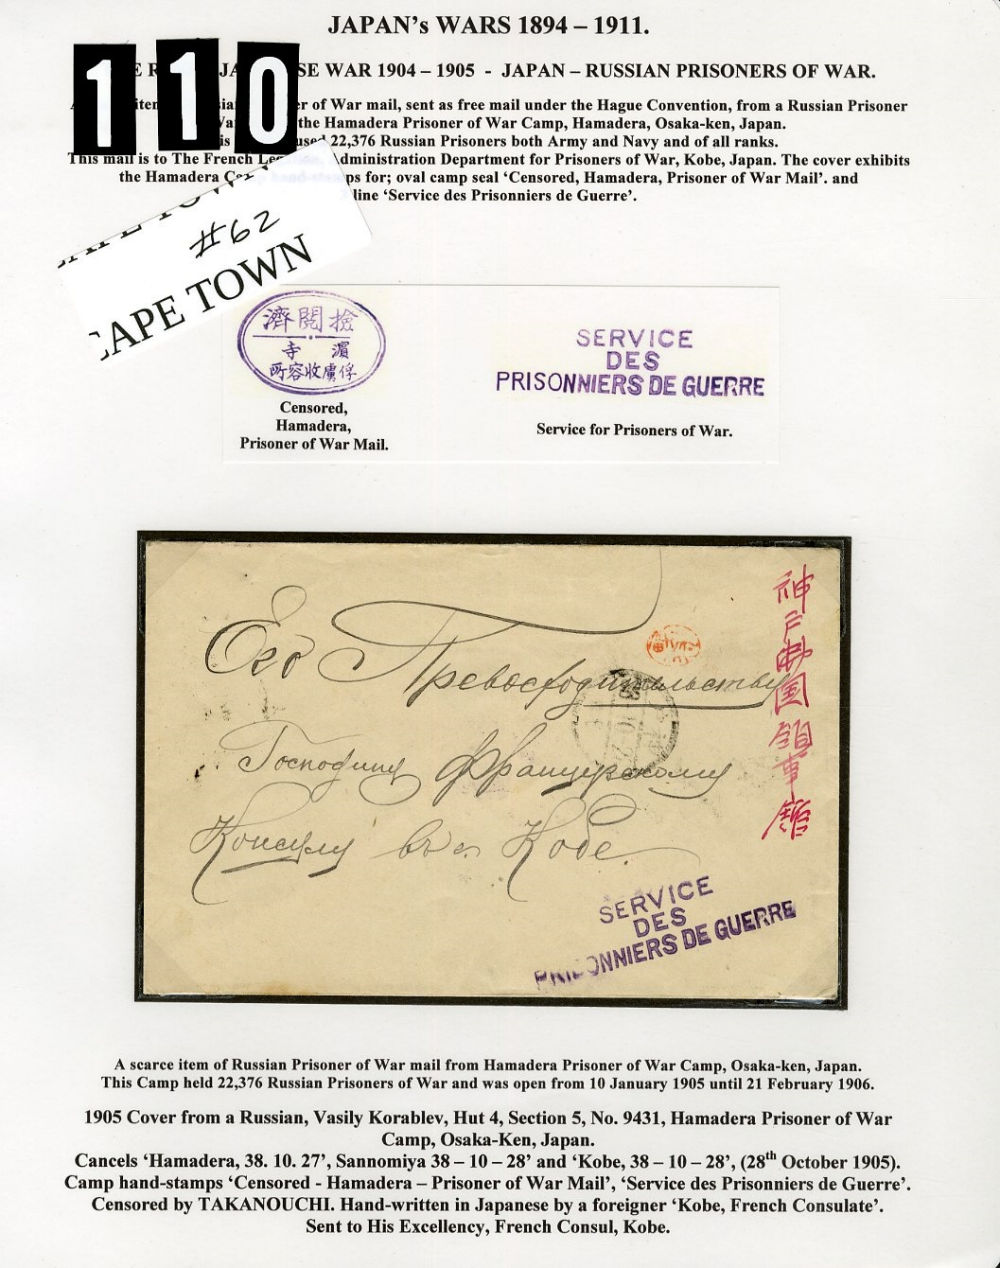 JAPAN's WARS 1894 – 1911.
110
SE WAR 1904 – 1905 - JAPAN – RUSSIAN PRISONERS OF WAR.
er of War mail, sent as free mail under the Hague Convention, from a Russian Prisoner
the Hamadera Prisoner of War Camp, Hamadera, Osaka-ken, Japan.
used 22,376 Russian Prisoners both Army and Navy and of all ranks.
This mail is to The French Le dministration Department for Prisoners of War, Kobe, Japan. The cover exhibits
the Hamadera C ps for; oval camp seal ‘Censored, Hamadera, Prisoner of War Mail’. and
line ‘Service des Prisonniers de Guerre’.
#62
CAPE TOWN
濟閲撿
寺濱
所容收虜俘
Censored,
Hamadera,
Prisoner of War Mail.
SERVICE
DES
PRISONNIERS DE GUERRE
Service for Prisoners of War.
神戸 国領事館
Его Превосходительству
Господину Французскому
Консулу въ г. Кобе.
SERVICE
DES
PRISONNIERS DE GUERRE
A scarce item of Russian Prisoner of War mail from Hamadera Prisoner of War Camp, Osaka-ken, Japan.
This Camp held 22,376 Russian Prisoners of War and was open from 10 January 1905 until 21 February 1906.
1905 Cover from a Russian, Vasily Korablev, Hut 4, Section 5, No. 9431, Hamadera Prisoner of War
Camp, Osaka-Ken, Japan.
Cancels ‘Hamadera, 38. 10. 27’, Sannomiya 38 – 10 – 28’ and ‘Kobe, 38 – 10 – 28’, (28th October 1905).
Camp hand-stamps ‘Censored - Hamadera – Prisoner of War Mail’, ‘Service des Prisonniers de Guerre’.
Censored by TAKANOUCHI. Hand-written in Japanese by a foreigner ‘Kobe, French Consulate’.
Sent to His Excellency, French Consul, Kobe.